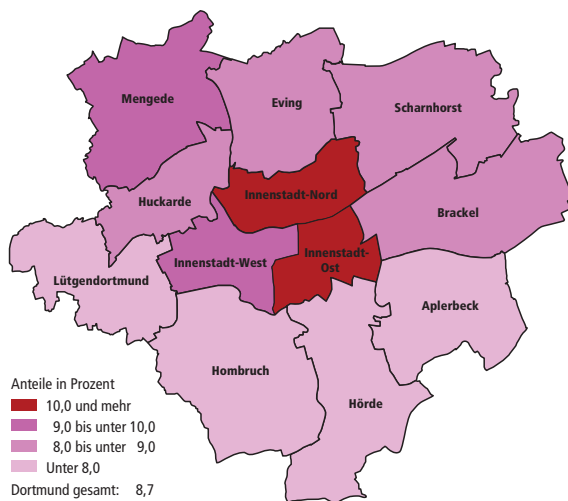 Mengede
Eving
Scharnhorst
Huckarde
Innenstadt-Nord
Brackel
Innenstadt-West
Innenstadt-
Ost
Lütgendortmund
Aplerbeck
Hombruch
Hörde
Anteile in Prozent
10,0 und mehr
9,0 bis unter 10,0
8,0 bis unter 9,0
Unter 8,0
Dortmund gesamt: 8,7